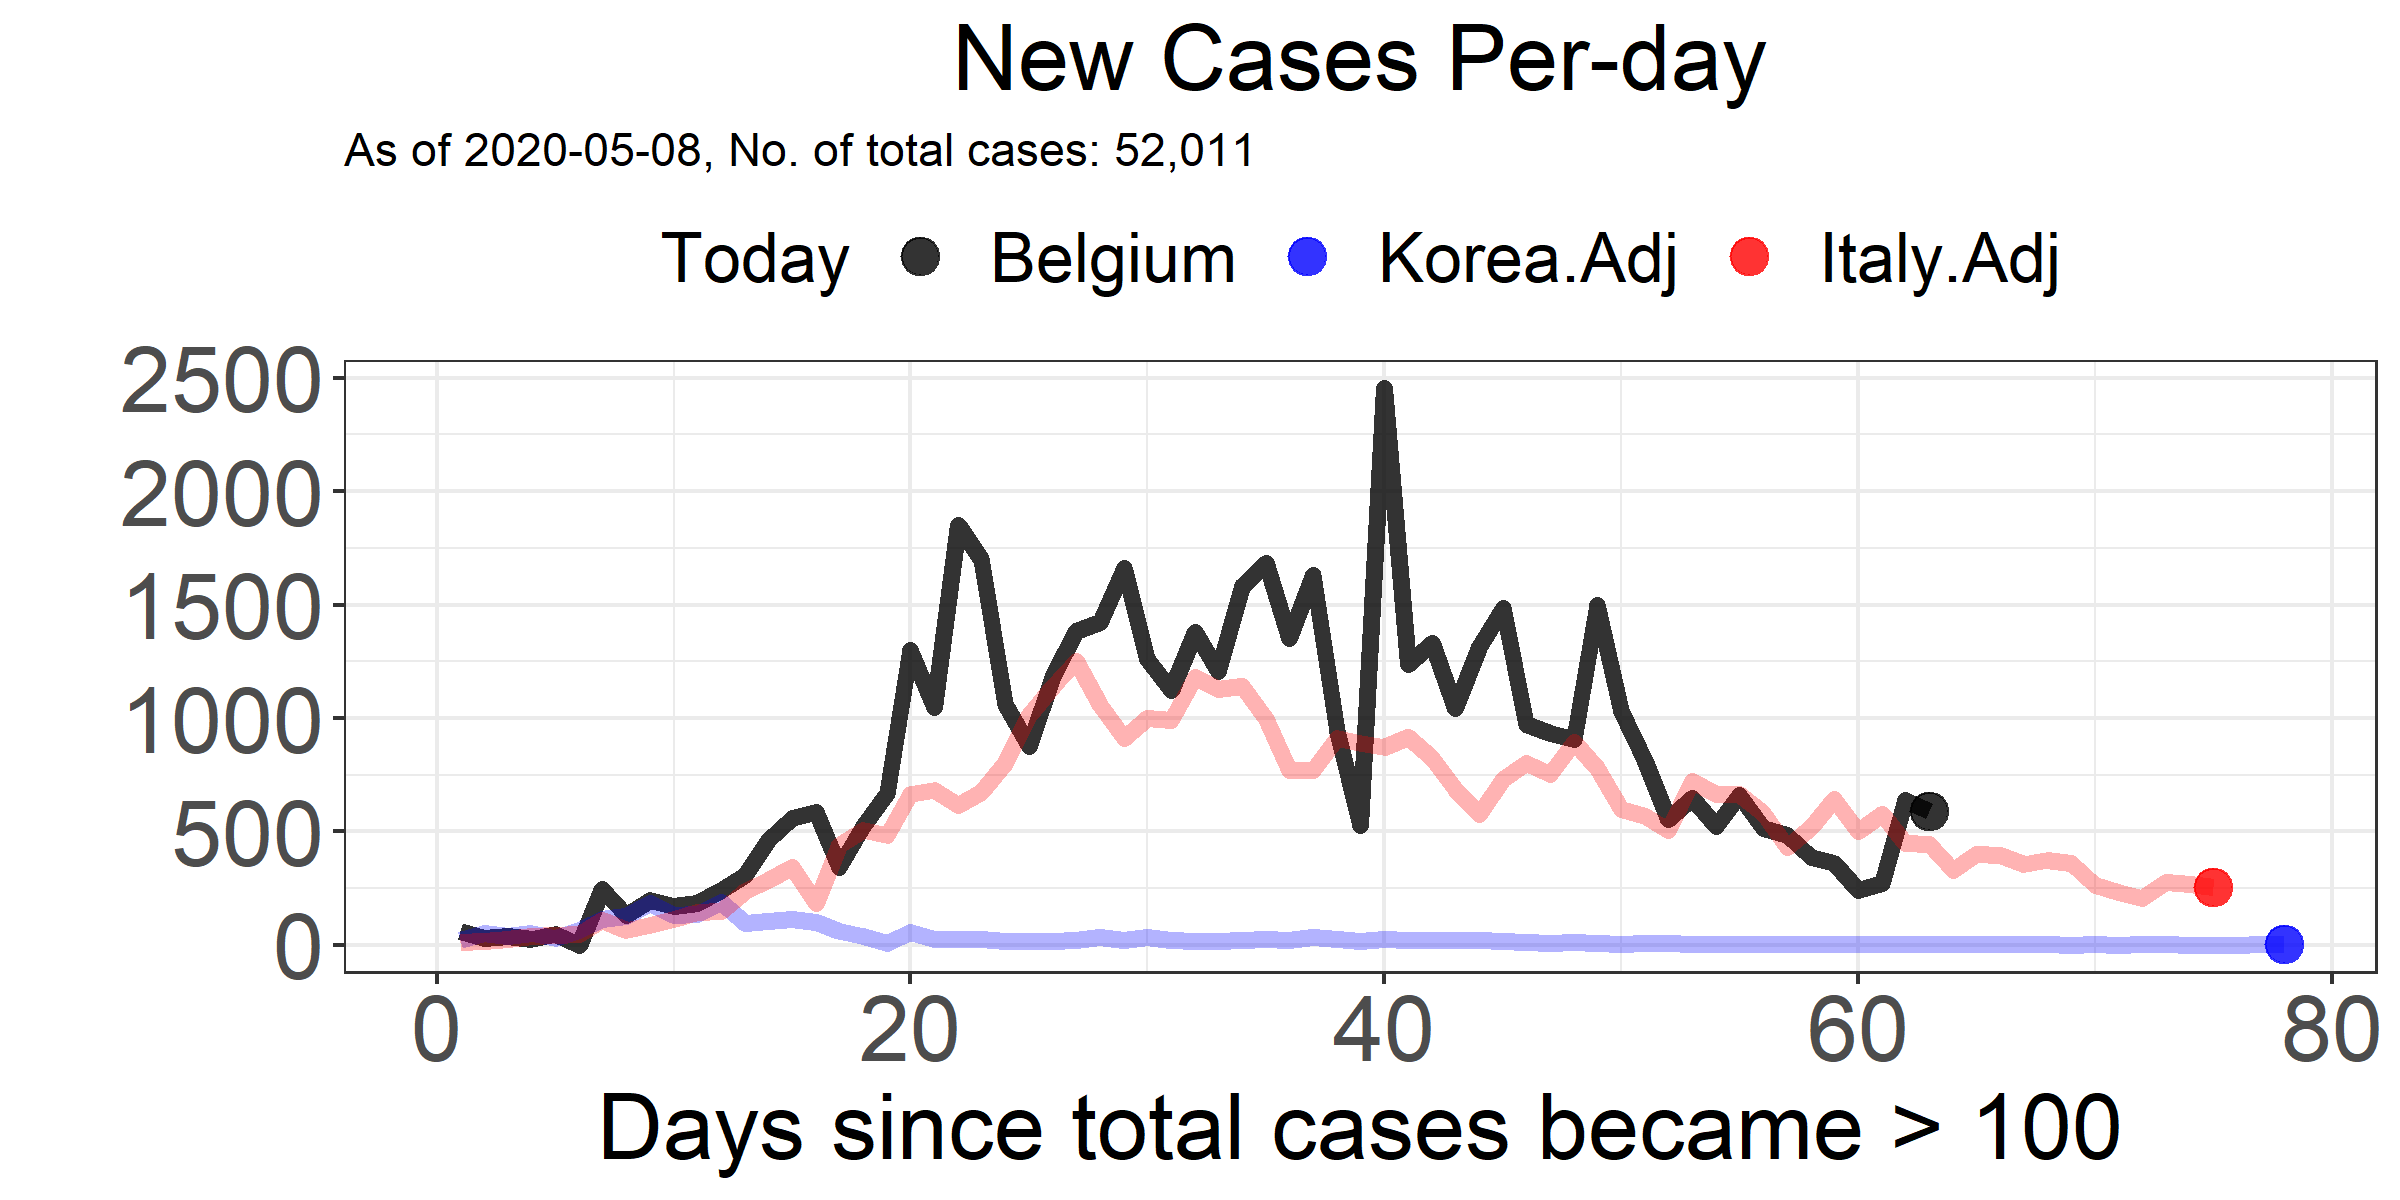 New Cases Per-day
As of 2020-05-08, No. of total cases: 52,011
Today Belgium Korea.Adj Italy.Adj
2500
2000
1500
1000
500
0
0 20 40 60 80
Days since total cases became > 100